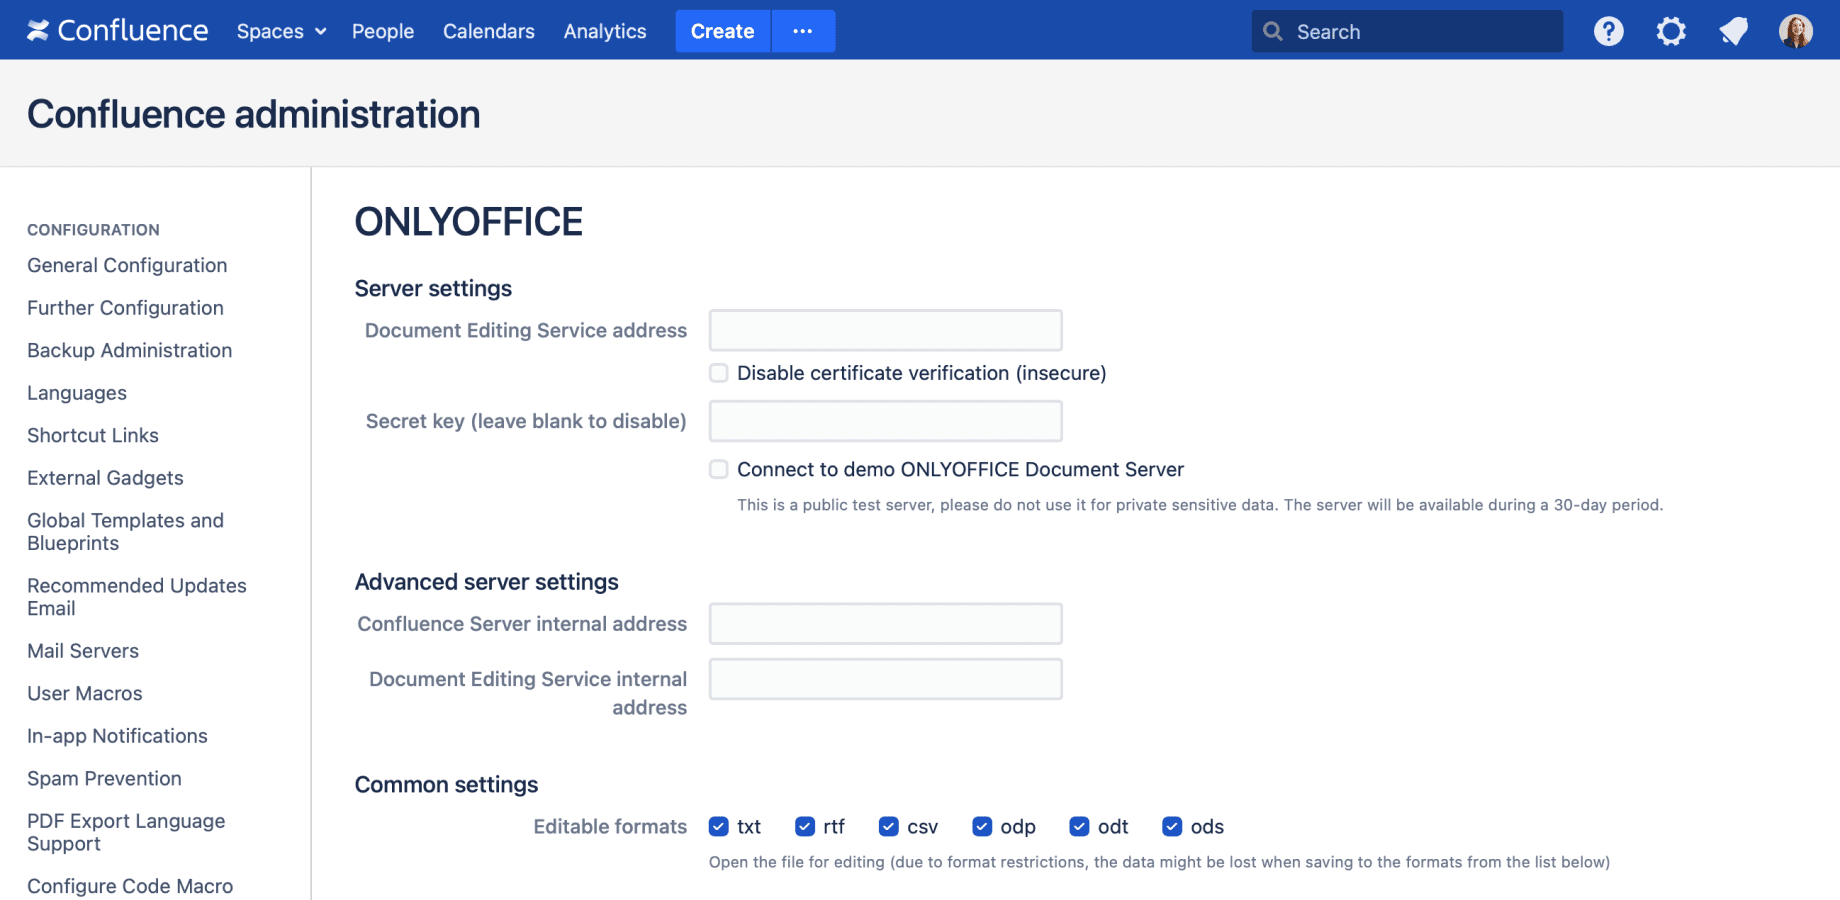 Confluence Spaces People Calendars Analytics Create ··· Search
Confluence administration
CONFIGURATION
General Configuration
Further Configuration
Backup Administration
Languages
Shortcut Links
External Gadgets
Global Templates and
Blueprints
Recommended Updates
Email
Mail Servers
User Macros
In-app Notifications
Spam Prevention
PDF Export Language
Support
Configure Code Macro
ONLYOFFICE
Server settings
Document Editing Service address
Disable certificate verification (insecure)
Secret key (leave blank to disable)
Connect to demo ONLYOFFICE Document Server
This is a public test server, please do not use it for private sensitive data. The server will be available during a 30-day period.
Advanced server settings
Confluence Server internal address
Document Editing Service internal
address
Common settings
Editable formats txt rtf csv odp odt ods
Open the file for editing (due to format restrictions, the data might be lost when saving to the formats from the list below)